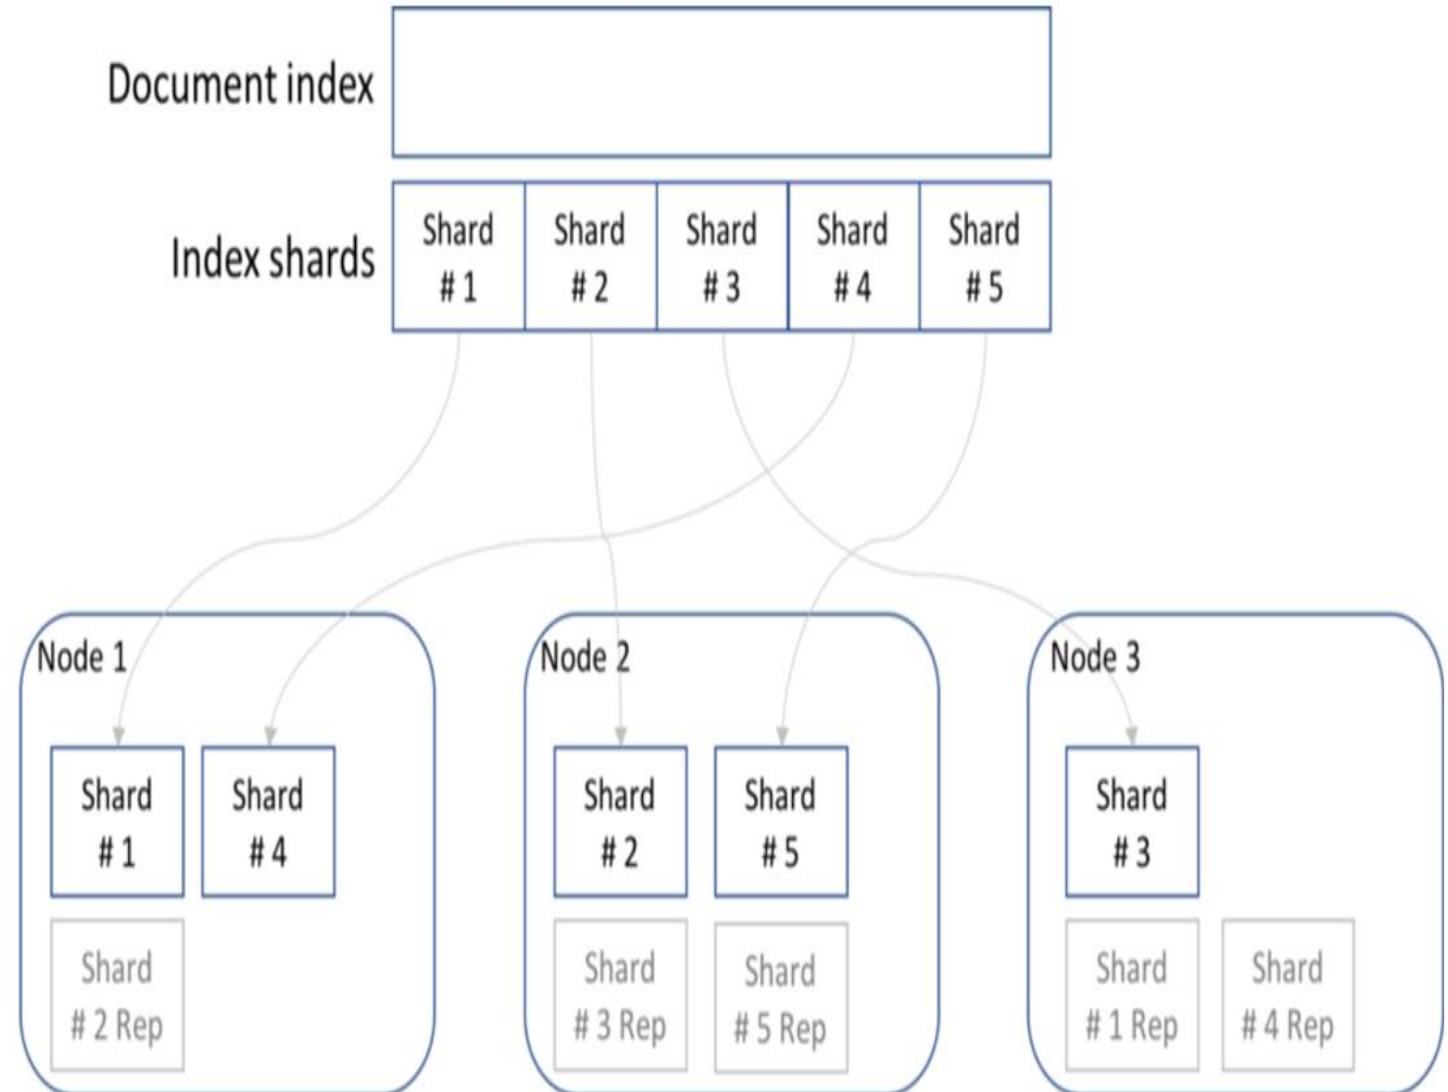 Document index
Index shards
Shard
# 1
Shard
# 2
Shard
# 3
Shard
# 4
Shard
# 5
Node 1
Shard
# 1
Shard
# 4
Shard
# 2 Rep
Node 2
Shard
# 2
Shard
# 5
Shard
# 3 Rep
Shard
# 5 Rep
Node 3
Shard
# 3
Shard
# 1 Rep
Shard
# 4 Rep